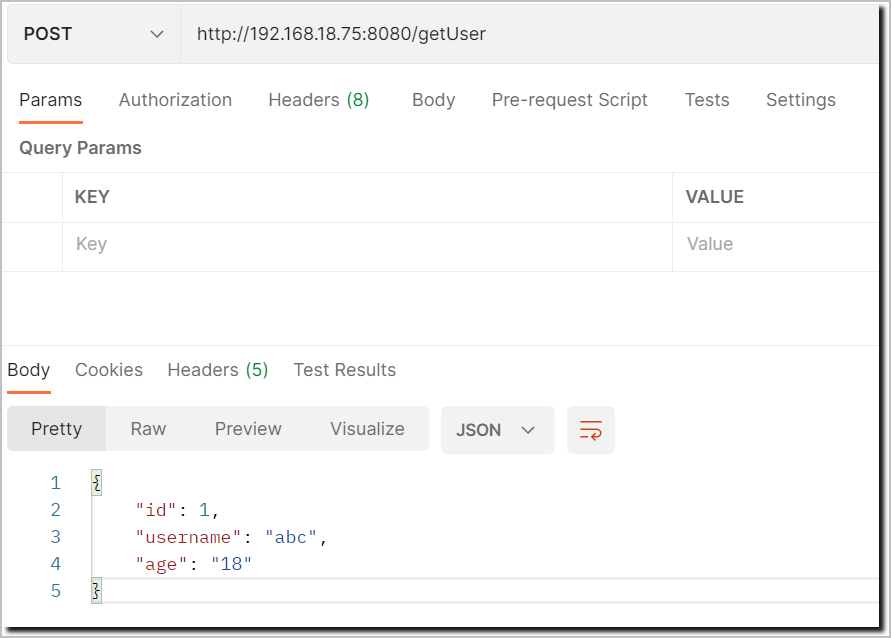 POST http://192.168.18.75:8080/getUser
Params Authorization Headers (8) Body Pre-request Script Tests Settings
Query Params
KEY VALUE
Key Value
Body Cookies Headers (5) Test Results
Pretty Raw Preview Visualize JSON
1 {
2 "id": 1,
3 "username": "abc",
4 "age": "18"
5 }